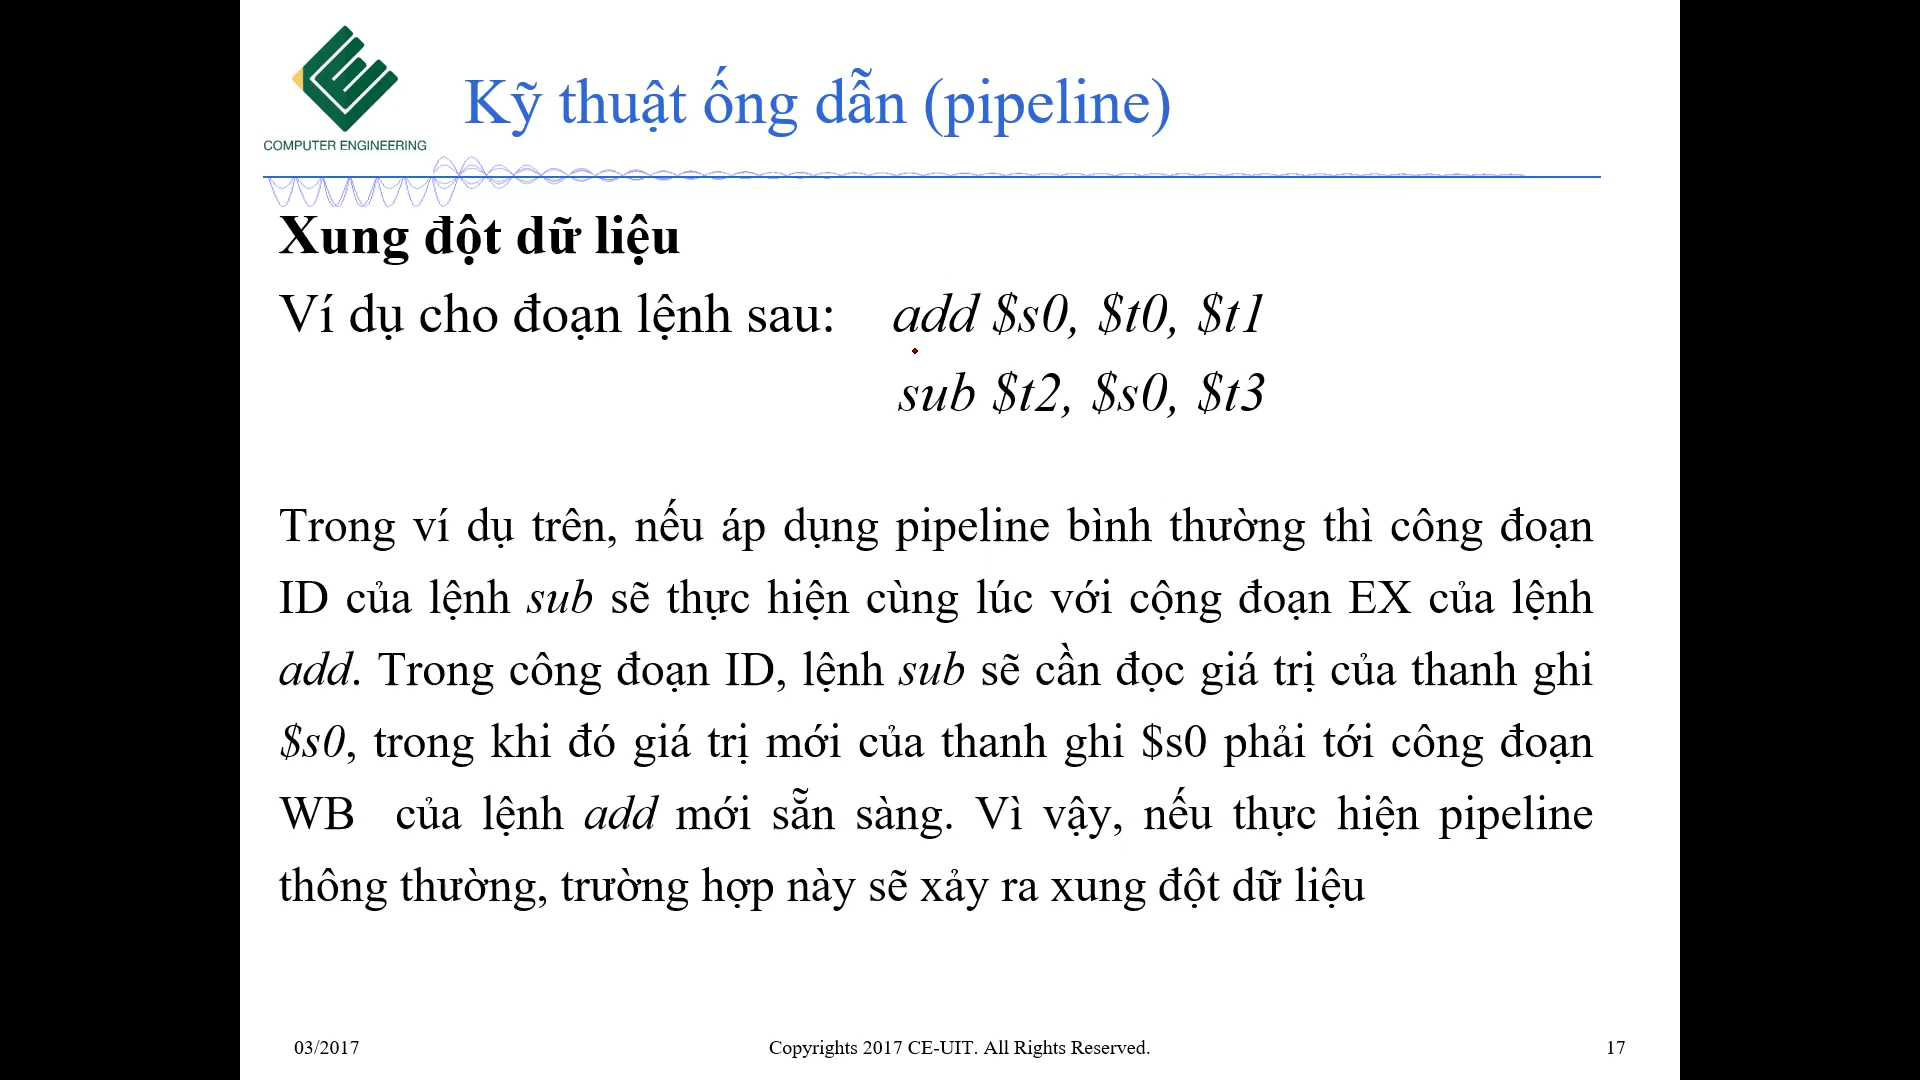 COMPUTER ENGINEERING
Kỹ thuật ống dẫn (pipeline)
Xung đột dữ liệu
Ví dụ cho đoạn lệnh sau: add $s0, $t0, $t1
sub $t2, $s0, $t3
Trong ví dụ trên, nếu áp dụng pipeline bình thường thì công đoạn
ID của lệnh sub sẽ thực hiện cùng lúc với cộng đoạn EX của lệnh
add. Trong công đoạn ID, lệnh sub sẽ cần đọc giá trị của thanh ghi
$s0, trong khi đó giá trị mới của thanh ghi $s0 phải tới công đoạn
WB của lệnh add mới sẵn sàng. Vì vậy, nếu thực hiện pipeline
thông thường, trường hợp này sẽ xảy ra xung đột dữ liệu
03/2017
Copyrights 2017 CE-UIT. All Rights Reserved.
17